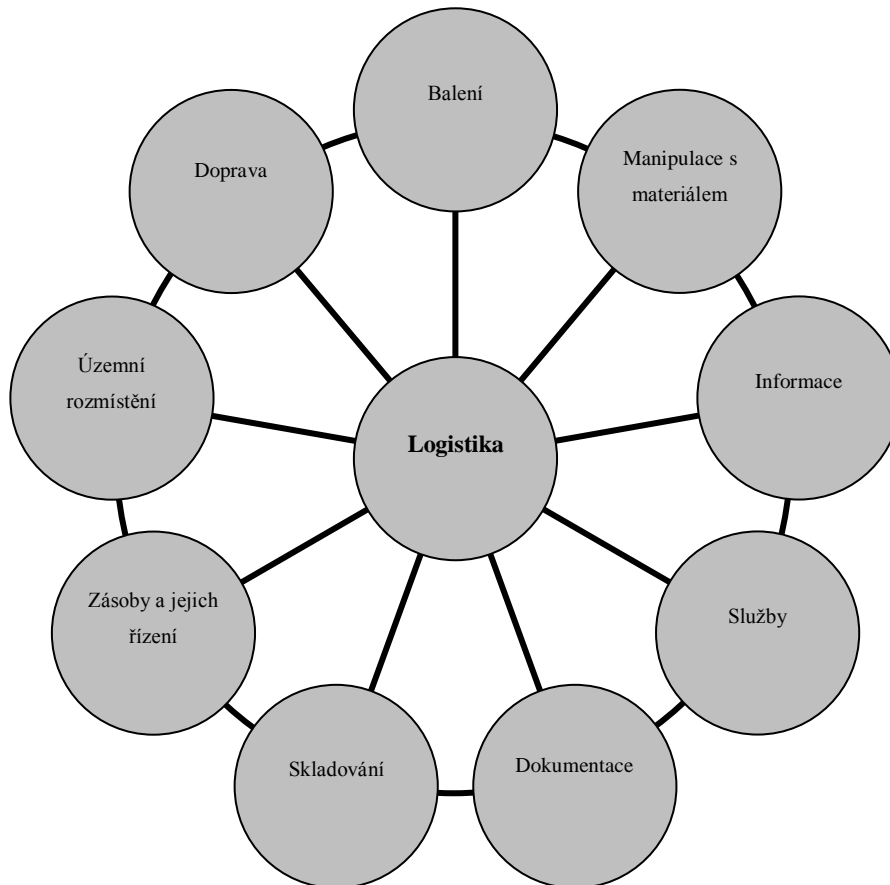 Balení
Manipulace s
materiálem
Informace
Služby
Dokumentace
Skladování
Zásoby a jejich
řízení
Územní
rozmístění
Doprava
Logistika